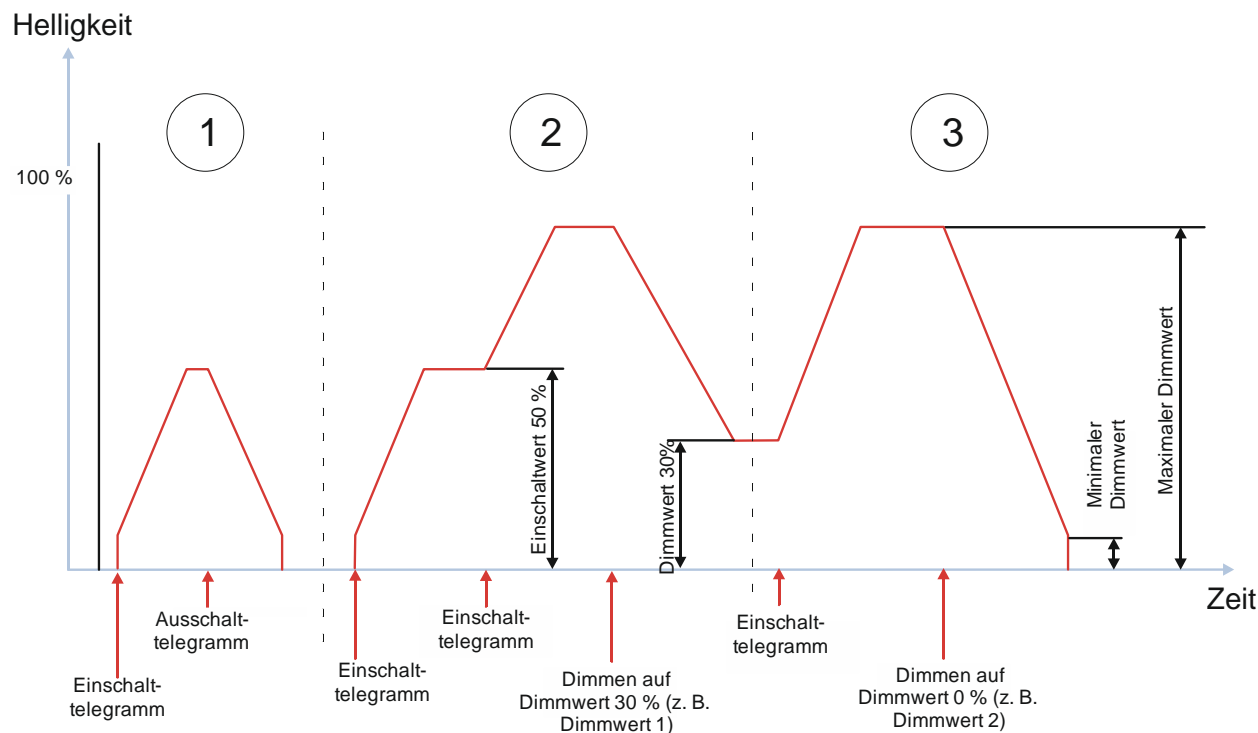 Helligkeit
1
2
3
100 %
Einschaltwert 50 %
Dimmwert 30%
Minimaler
Dimmwert
Maximaler Dimmwert
Zeit
Einschalt-
telegramm
Ausschalt-
telegramm
Einschalt-
telegramm
Einschalt-
telegramm
Dimmen auf
Dimmwert 30 % (z. B.
Dimmwert 1)
Einschalt-
telegramm
Dimmen auf
Dimmwert 0 % (z. B.
Dimmwert 2)